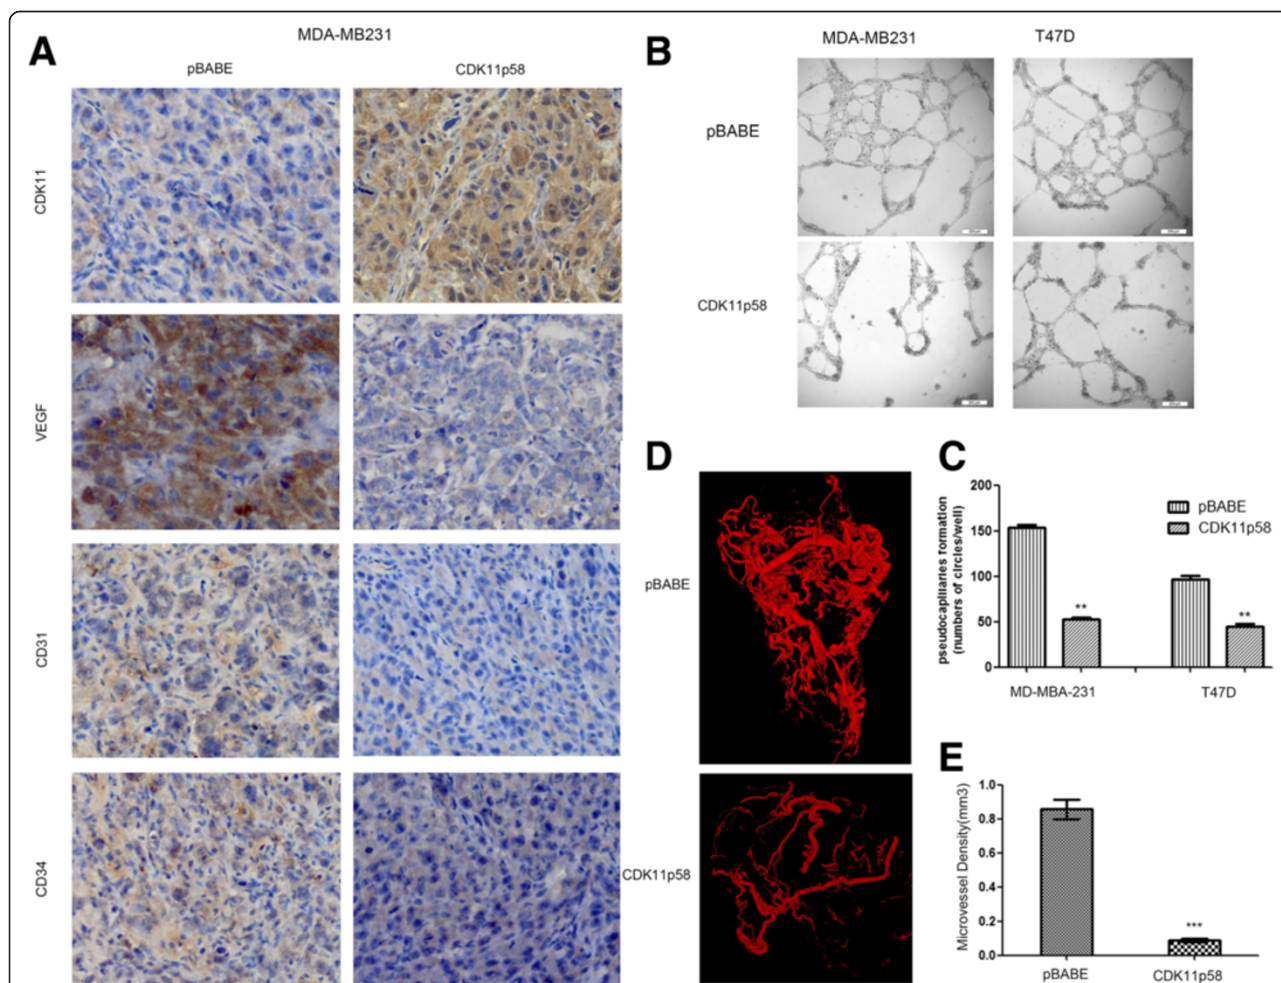 A
MDA-MB231
pBABE
CDK11p58
CDK11
VEGF
CD31
CD34
B
MDA-MB231
T47D
pBABE
CDK11p58
D
pBABE
CDK11p58
C
pseudocapilliaries formation
(numbers of circles/well)
200
150
100
50
0
pBABE
CDK11p58
**
**
MD-MBA-231
T47D
E
Microvessel Density(mm3)
1.0
0.8
0.6
0.4
0.2
0.0
***
pBABE
CDK11p58